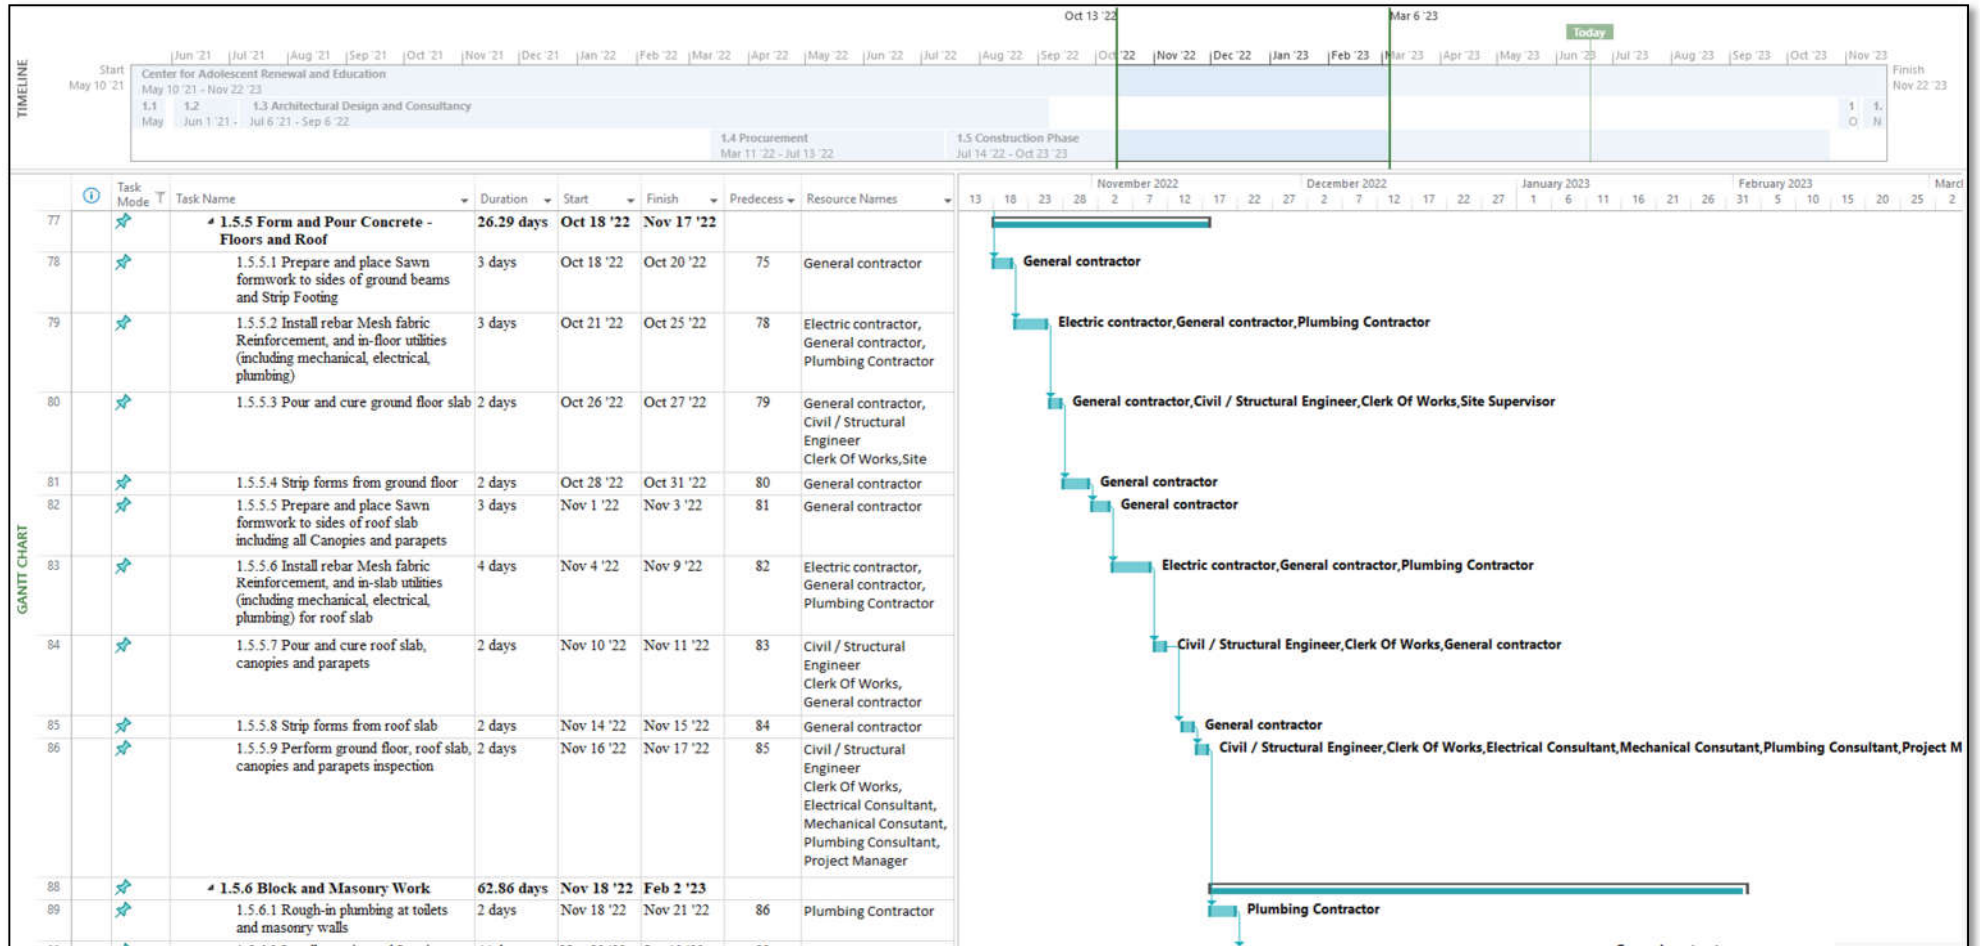 Oct 13 '22
Mar 6 '23
Today
TIMELINE
Jun '21 Jul '21 Aug '21 Sep '21 Oct '21 Nov '21 Dec '21 Jan '22 Feb '22 Mar '22 Apr '22 May '22 Jun '22 Jul '22 Aug '22 Sep '22 Oct '22 Nov '22 Dec '22 Jan '23 Feb '23 Mar '23 Apr '23 May '23 Jun '23 Jul '23 Aug '23 Sep '23 Oct '23 Nov '23
Start
May 10 '21
Finish
Nov 22 '23
Center for Adolescent Renewal and Education
May 10 '21 - Nov 22 '23
1.1
May
1.2
Jun 1 '21 -
1.3 Architectural Design and Consultancy
Jul 6 '21 - Sep 6 '22
1
O
1.
N
1.4 Procurement
Mar 11 '22 - Jul 13 '22
1.5 Construction Phase
Jul 14 '22 - Oct 23 '23
GANTT CHART
Task Mode Task Name Duration Start Finish Predecess Resource Names
November 2022 December 2022 January 2023 February 2023 Marc
13 18 23 28 2 7 12 17 22 27 2 7 12 17 22 27 1 6 11 16 21 26 31 5 10 15 20 25 2
77 1.5.5 Form and Pour Concrete - 26.29 days Oct 18 '22 Nov 17 '22
Floors and Roof
78 1.5.5.1 Prepare and place Sawn 3 days Oct 18 '22 Oct 20 '22 75 General contractor General contractor
formwork to sides of ground beams
and Strip Footing
79 1.5.5.2 Install rebar Mesh fabric 3 days Oct 21 '22 Oct 25 '22 78 Electric contractor, Electric contractor,General contractor,Plumbing Contractor
Reinforcement, and in-floor utilities General contractor,
(including mechanical, electrical, Plumbing Contractor
plumbing)
80 1.5.5.3 Pour and cure ground floor slab 2 days Oct 26 '22 Oct 27 '22 79 General contractor, General contractor,Civil / Structural Engineer,Clerk Of Works,Site Supervisor
Civil / Structural
Engineer
Clerk Of Works,Site
81 1.5.5.4 Strip forms from ground floor 2 days Oct 28 '22 Oct 31 '22 80 General contractor General contractor
82 1.5.5.5 Prepare and place Sawn 3 days Nov 1 '22 Nov 3 '22 81 General contractor General contractor
formwork to sides of roof slab
including all Canopies and parapets
83 1.5.5.6 Install rebar Mesh fabric 4 days Nov 4 '22 Nov 9 '22 82 Electric contractor, Electric contractor,General contractor,Plumbing Contractor
Reinforcement, and in-slab utilities General contractor,
(including mechanical, electrical, Plumbing Contractor
plumbing) for roof slab
84 1.5.5.7 Pour and cure roof slab, 2 days Nov 10 '22 Nov 11 '22 83 Civil / Structural Civil / Structural Engineer,Clerk Of Works,General contractor
canopies and parapets Engineer
Clerk Of Works,
General contractor
85 1.5.5.8 Strip forms from roof slab 2 days Nov 14 '22 Nov 15 '22 84 General contractor General contractor
86 1.5.5.9 Perform ground floor, roof slab, 2 days Nov 16 '22 Nov 17 '22 85 Civil / Structural Civil / Structural Engineer,Clerk Of Works,Electrical Consultant,Mechanical Consutant,Plumbing Consultant,Project M
canopies and parapets inspection Engineer
Clerk Of Works,
Electrical Consultant,
Mechanical Consutant,
Plumbing Consultant,
Project Manager
88 1.5.6 Block and Masonry Work 62.86 days Nov 18 '22 Feb 2 '23
89 1.5.6.1 Rough-in plumbing at toilets 2 days Nov 18 '22 Nov 21 '22 86 Plumbing Contractor Plumbing Contractor
and masonry walls